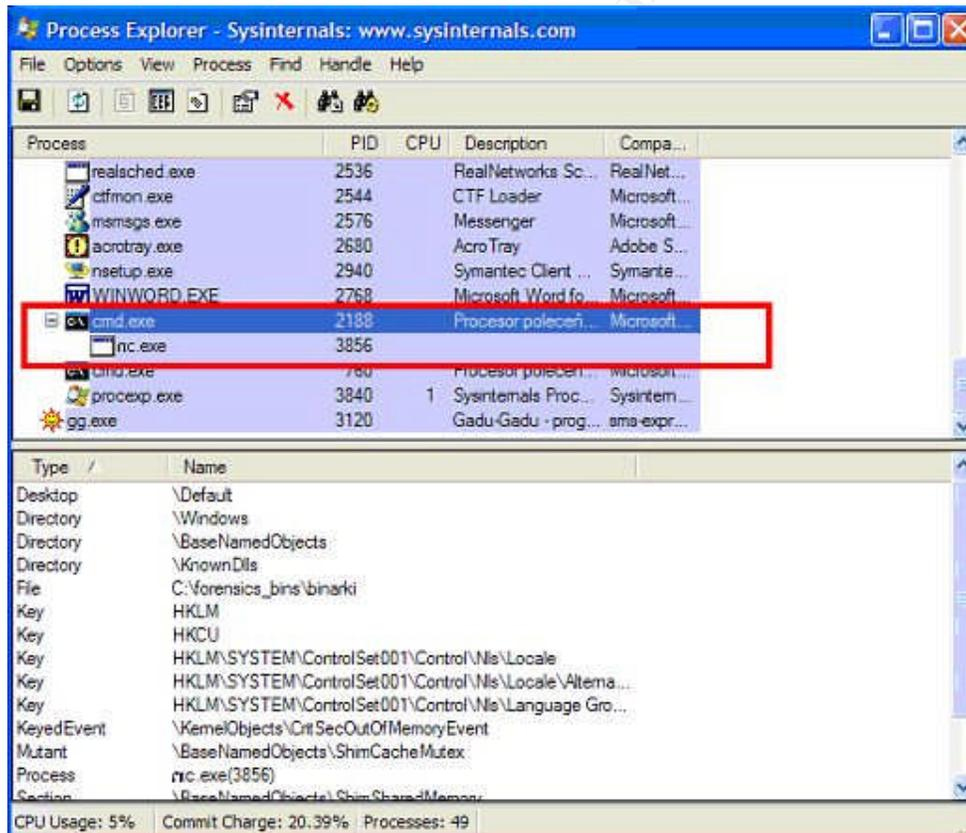 Process Explorer - Sysinternals: www.sysinternals.com
File Options View Process Find Handle Help
Process PID CPU Description Compa...
realsched.exe 2536 RealNetworks Sc... RealNet...
ctfmon.exe 2544 CTF Loader Microsoft...
msmsgs.exe 2576 Messenger Microsoft...
acrotray.exe 2680 AcroTray Adobe S...
nsetup.exe 2940 Symantec Client ... Symante...
WINWORD.EXE 2768 Microsoft Word fo... Microsoft...
cmd.exe 2188 Procesor poleceń... Microsoft...
nc.exe 3856
cmd.exe 760 Procesor poleceń... Microsoft...
procexp.exe 3840 1 Sysinternals Proc... Sysintern...
gg.exe 3120 Gadu-Gadu - prog... sms-expr...
Type / Name
Desktop \Default
Directory \Windows
Directory \BaseNamedObjects
Directory \KnownDlls
File C:\forensics_bins\binarki
Key HKLM
Key HKCU
Key HKLM\SYSTEM\ControlSet001\Control\Nls\Locale
Key HKLM\SYSTEM\ControlSet001\Control\Nls\Locale\Alterna...
Key HKLM\SYSTEM\ControlSet001\Control\Nls\Language Gro...
KeyedEvent \KernelObjects\CritSecOutOfMemoryEvent
Mutant \BaseNamedObjects\ShimCacheMutex
Process nc.exe(3856)
Section \BaseNamedObjects\ShimSharedMemory
CPU Usage: 5% Commit Charge: 20.39% Processes: 49